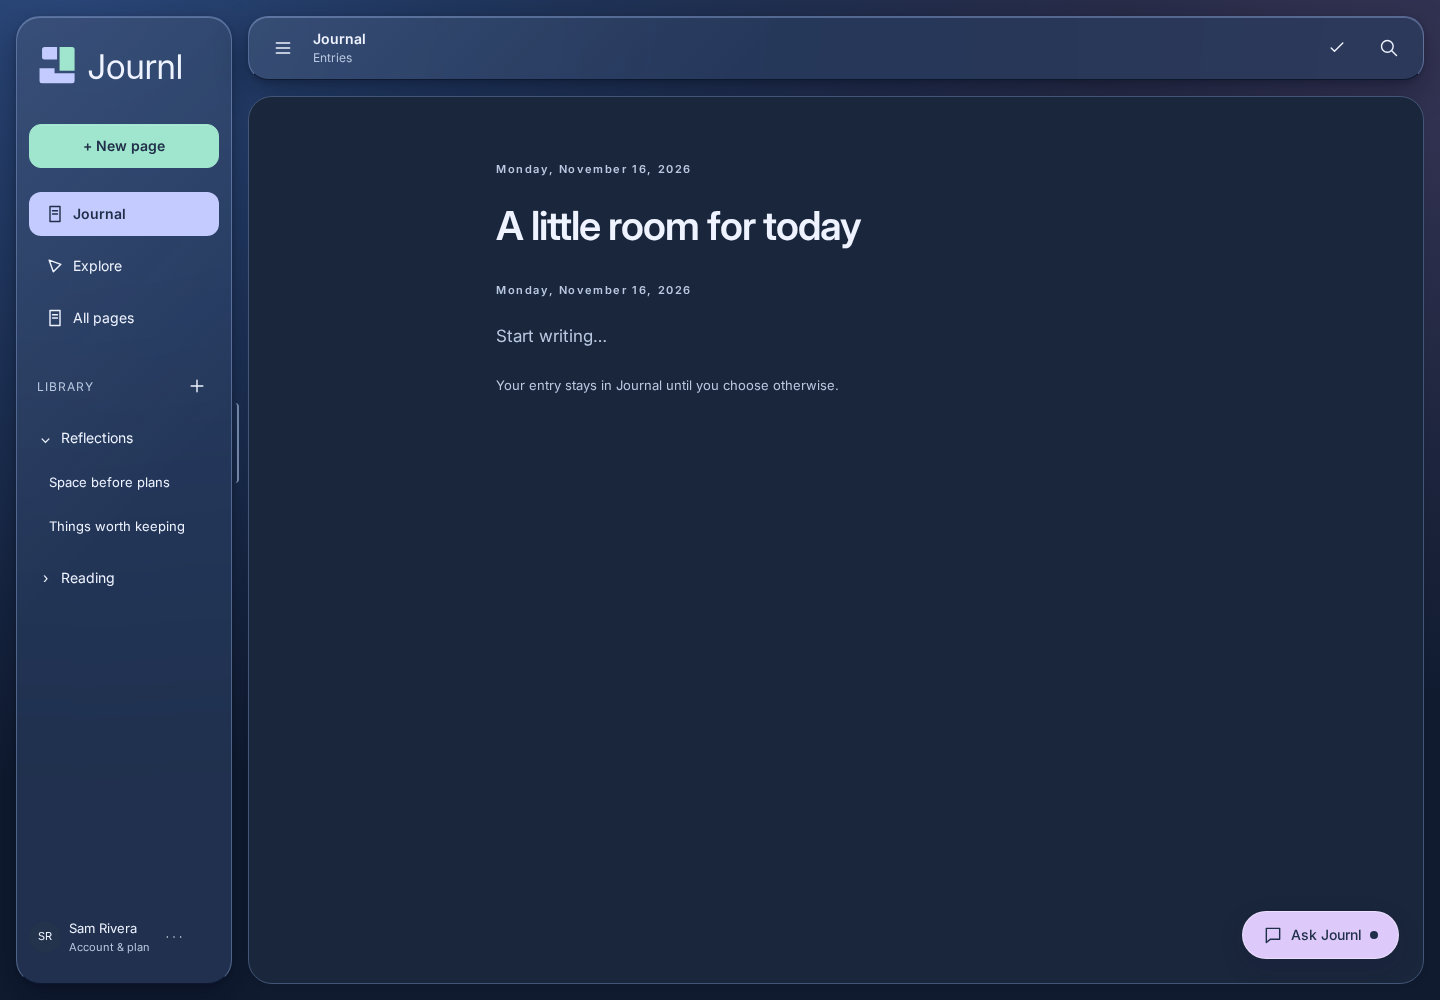 Journl
+ New page
Journal
Explore
All pages
LIBRARY
Reflections
Space before plans
Things worth keeping
Reading
SR
Sam Rivera
Account & plan
...
Journal
Entries
Monday, November 16, 2026
A little room for today
Monday, November 16, 2026
Start writing...
Your entry stays in Journal until you choose otherwise.
Ask Journl